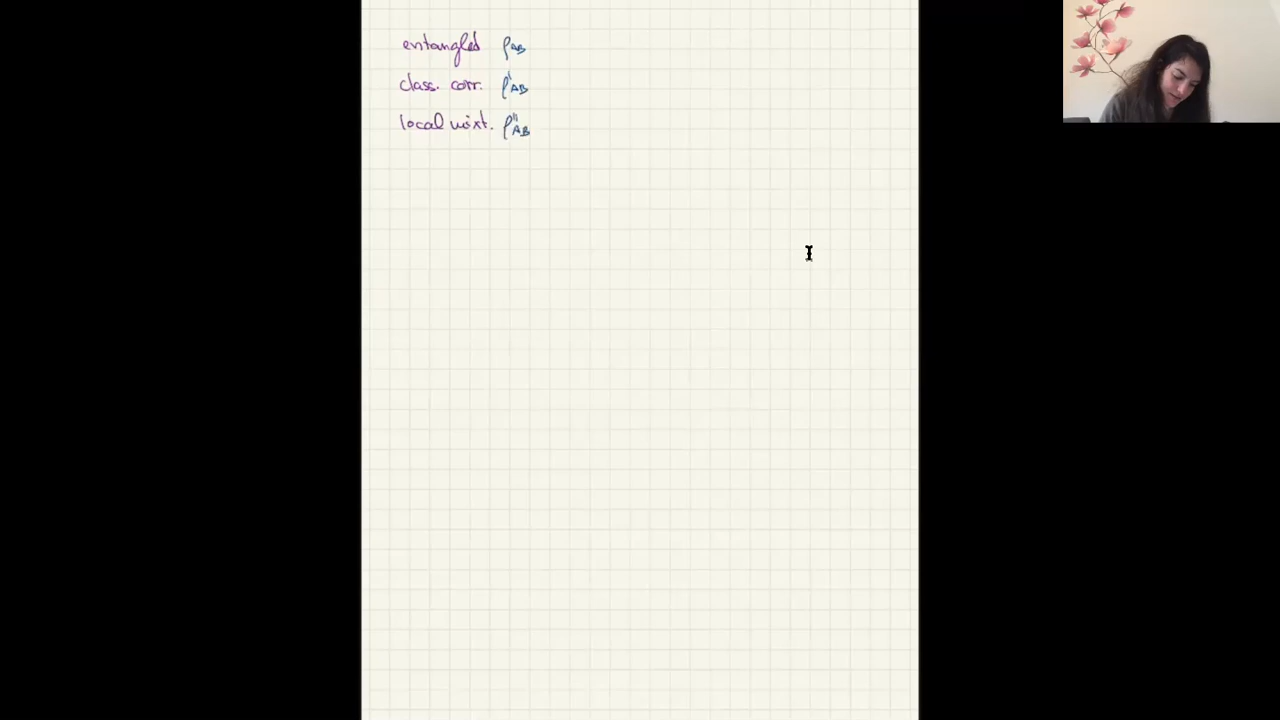 entangled ρ_AB
class. corr. ρ'_AB
local mixt. ρ''_AB